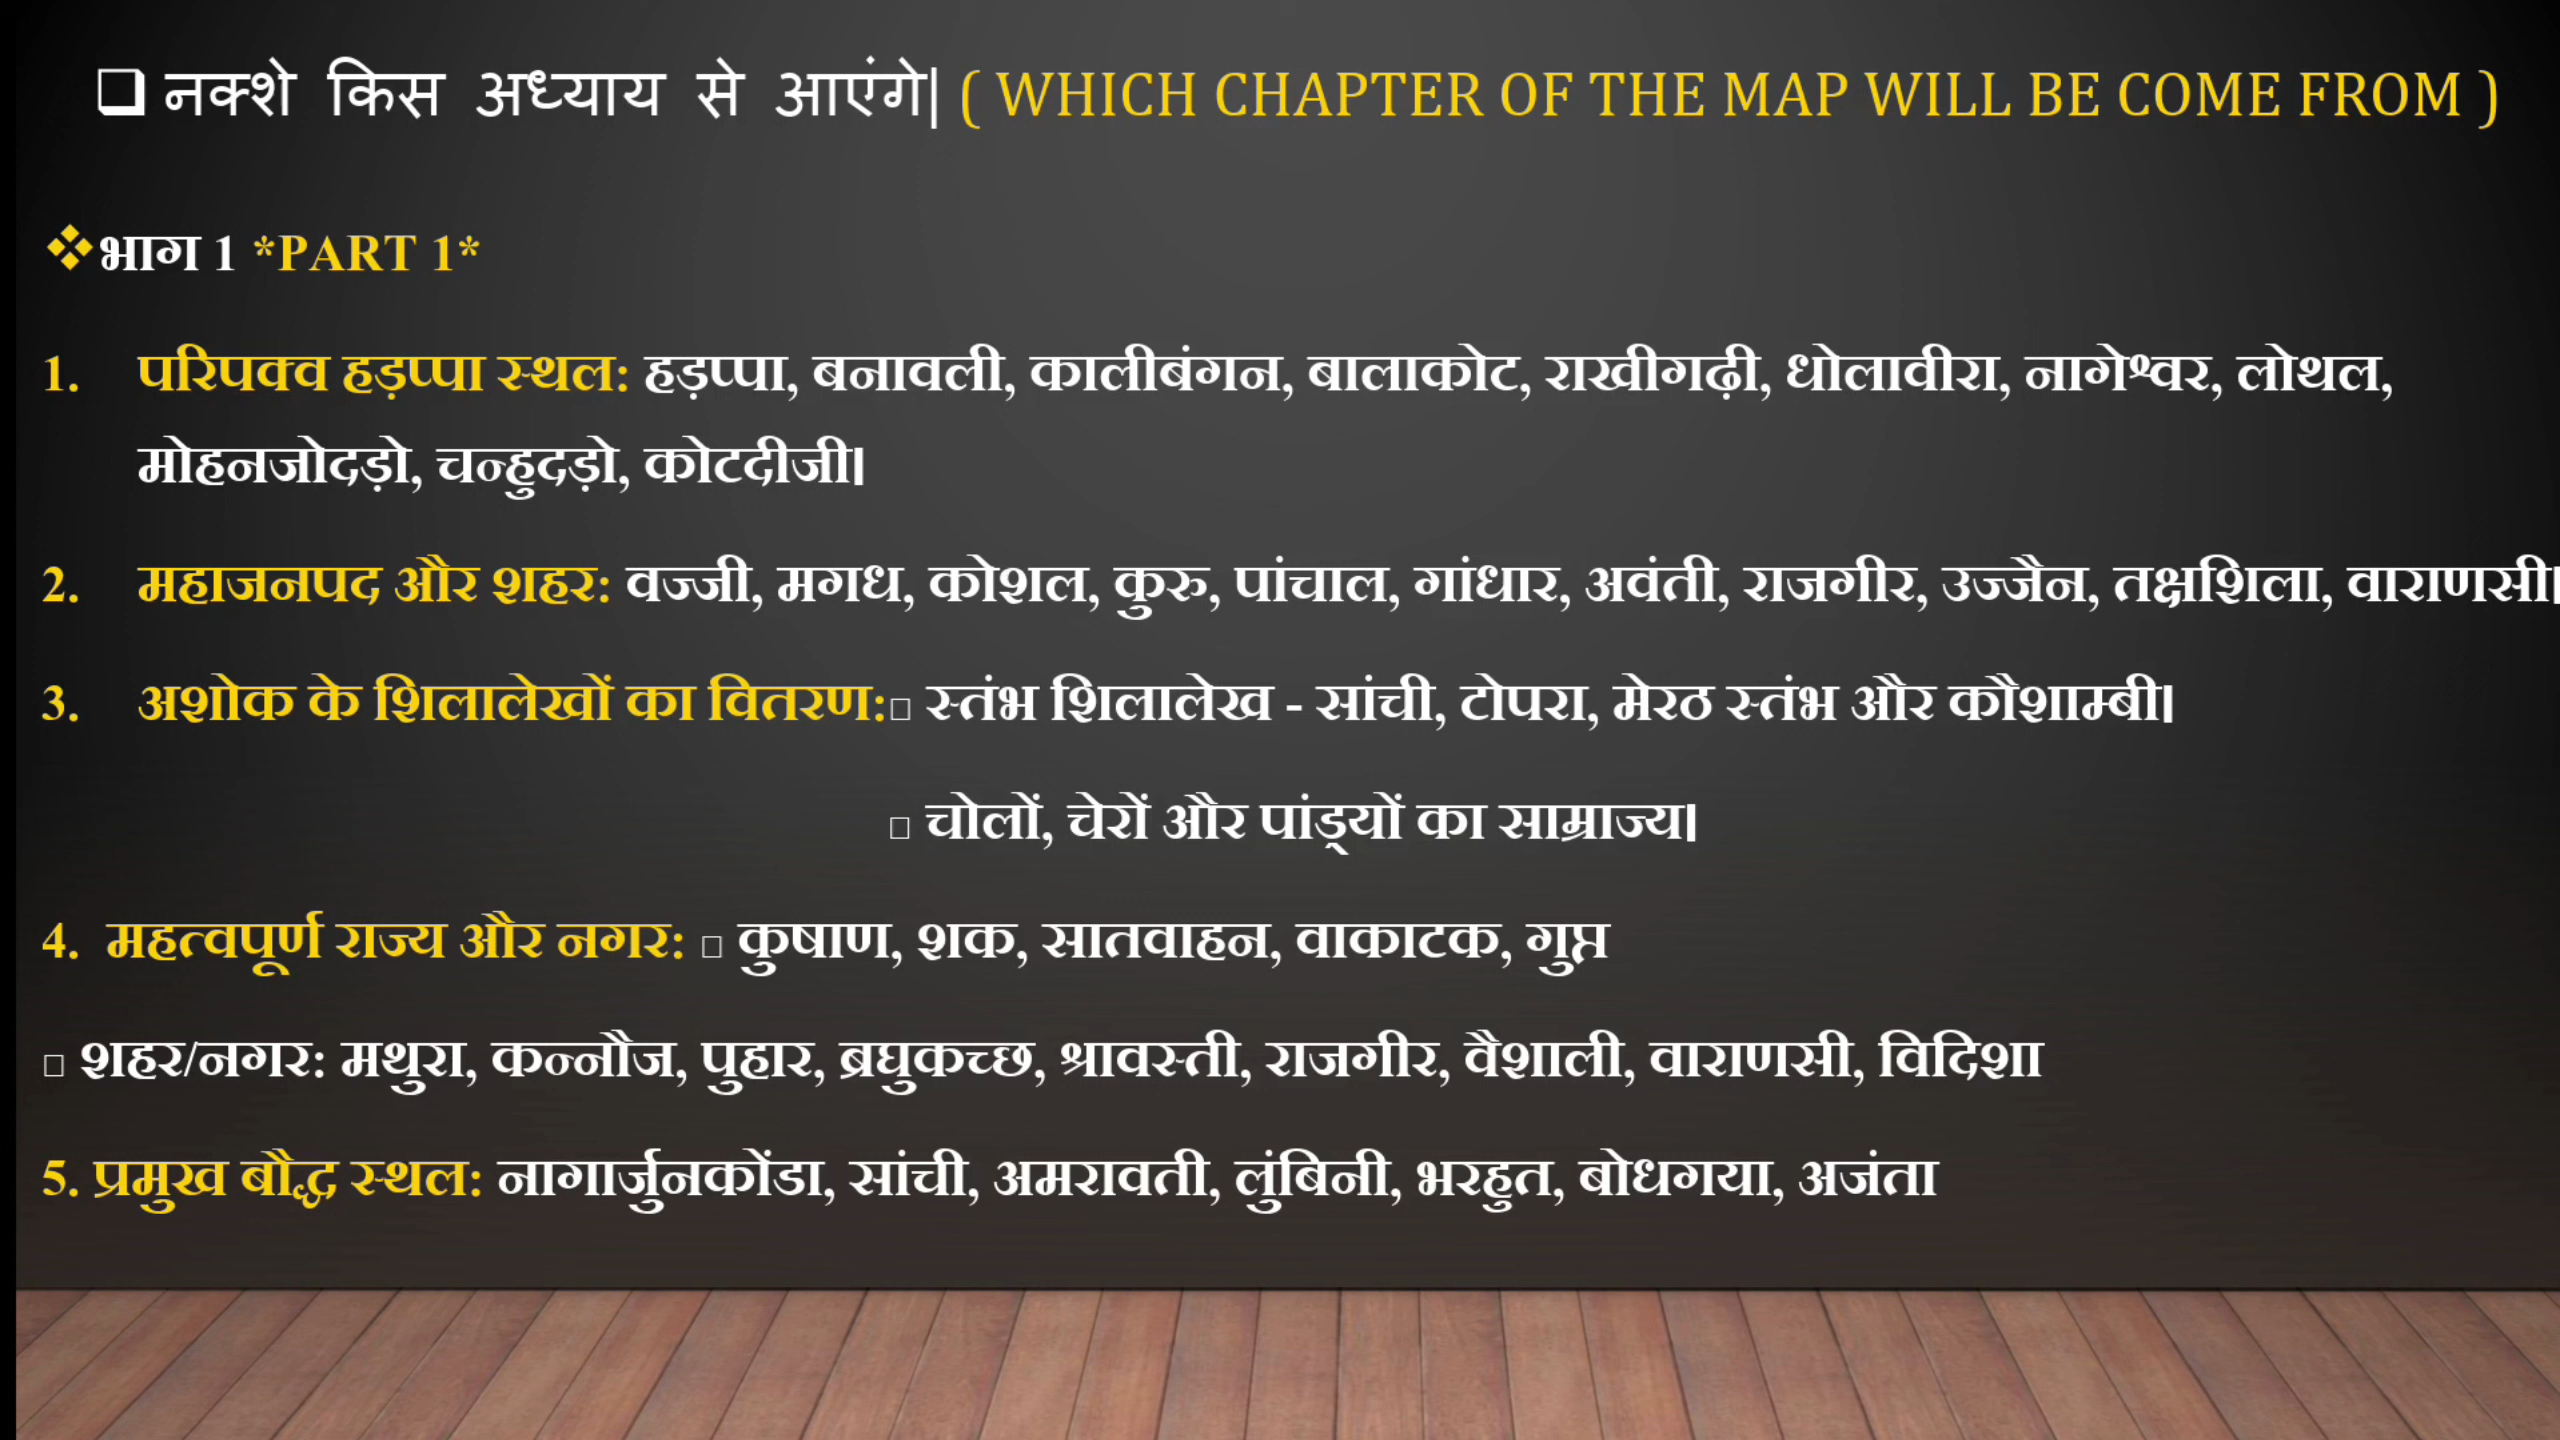 ❑ नक्शे किस अध्याय से आएंगे| ( WHICH CHAPTER OF THE MAP WILL BE COME FROM )
❖भाग 1 *PART 1*
1. परिपक्व हड़प्पा स्थल: हड़प्पा, बनावली, कालीबंगन, बालाकोट, राखीगढ़ी, धोलावीरा, नागेश्वर, लोथल,
मोहनजोदड़ो, चन्हुदड़ो, कोटदीजी।
2. महाजनपद और शहर: वज्जी, मगध, कोशल, कुरु, पांचाल, गांधार, अवंती, राजगीर, उज्जैन, तक्षशिला, वाराणसी।
3. अशोक के शिलालेखों का वितरण:□ स्तंभ शिलालेख - सांची, टोपरा, मेरठ स्तंभ और कौशाम्बी।
□ चोलों, चेरों और पांड्यों का साम्राज्य।
4. महत्वपूर्ण राज्य और नगर: □ कुषाण, शक, सातवाहन, वाकाटक, गुप्त
□ शहर/नगर: मथुरा, कन्नौज, पुहार, ब्रघुकच्छ, श्रावस्ती, राजगीर, वैशाली, वाराणसी, विदिशा
5. प्रमुख बौद्ध स्थल: नागार्जुनकोंडा, सांची, अमरावती, लुंबिनी, भरहुत, बोधगया, अजंता